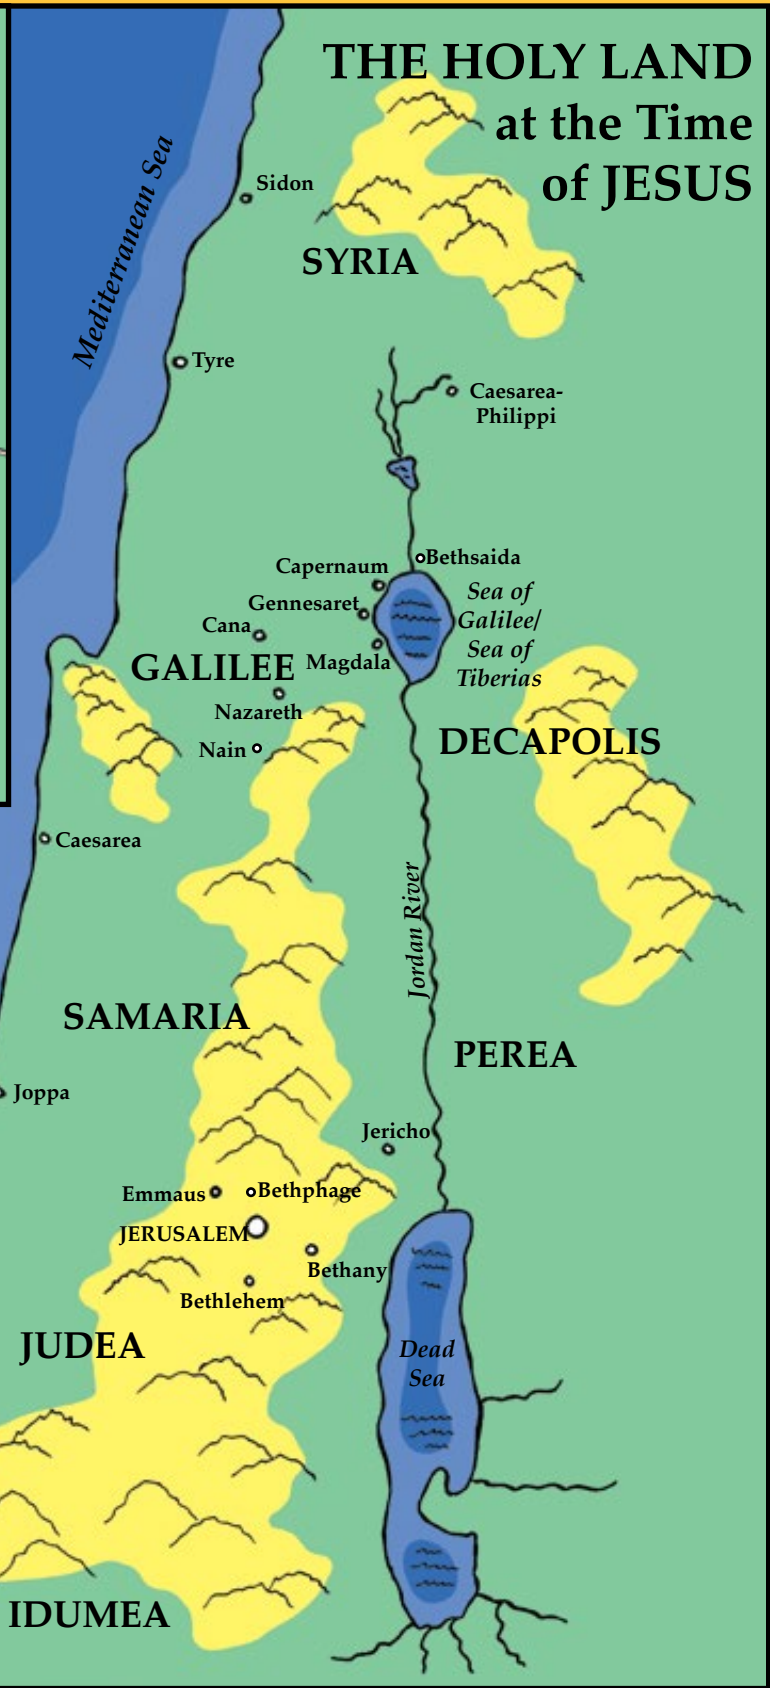 THE HOLY LAND
at the Time
of JESUS
Mediterranean Sea
Sidon
SYRIA
Tyre
Caesarea-
Philippi
Bethsaida
Capernaum
Sea of
Galilee/
Sea of
Tiberias
Gennesaret
Cana
GALILEE
Magdala
Nazareth
DECAPOLIS
Nain
Caesarea
Jordan River
SAMARIA
PEREA
Joppa
Jericho
Emmaus
Bethphage
JERUSALEM
Bethany
Bethlehem
JUDEA
Dead
Sea
IDUMEA